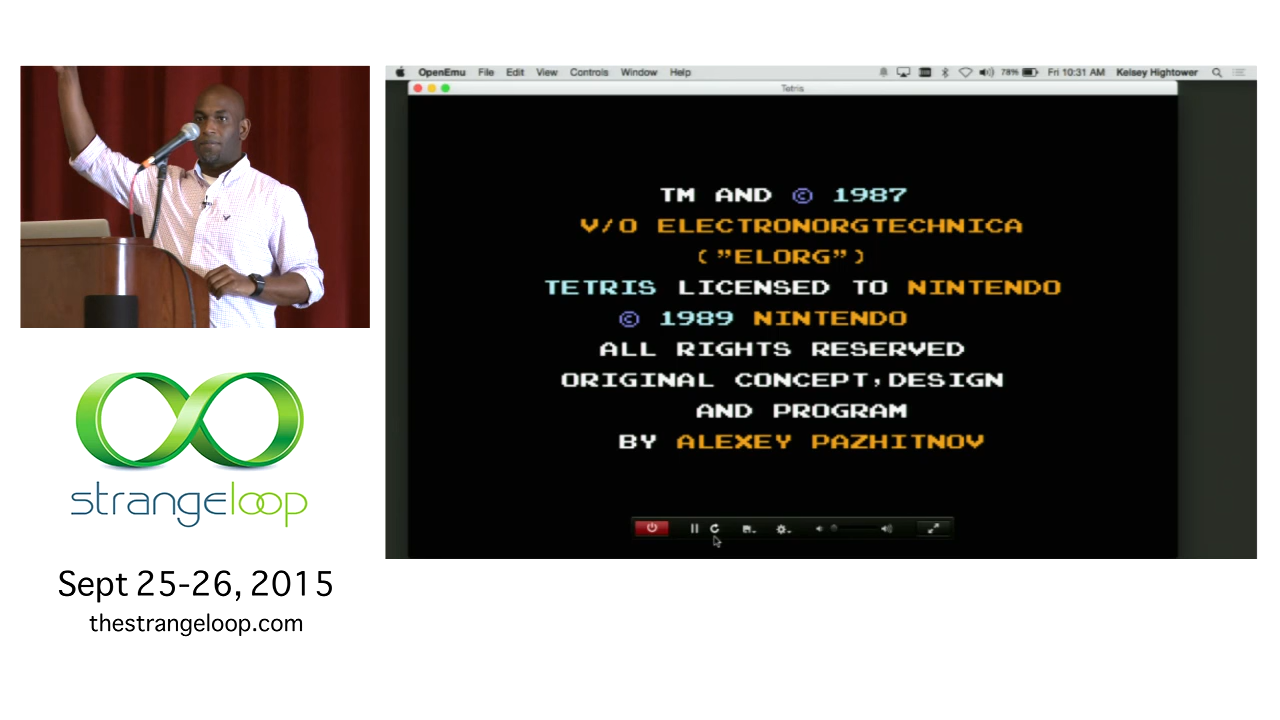 OpenEmu File Edit View Controls Window Help 78% Fri 10:31 AM Kelsey Hightower
Tetris
TM AND © 1987
V/O ELECTRONORGTECHNICA
("ELORG")
TETRIS LICENSED TO NINTENDO
© 1989 NINTENDO
ALL RIGHTS RESERVED
ORIGINAL CONCEPT,DESIGN
AND PROGRAM
BY ALEXEY PAZHITNOV
strangeloop
Sept 25-26, 2015
thestrangeloop.com